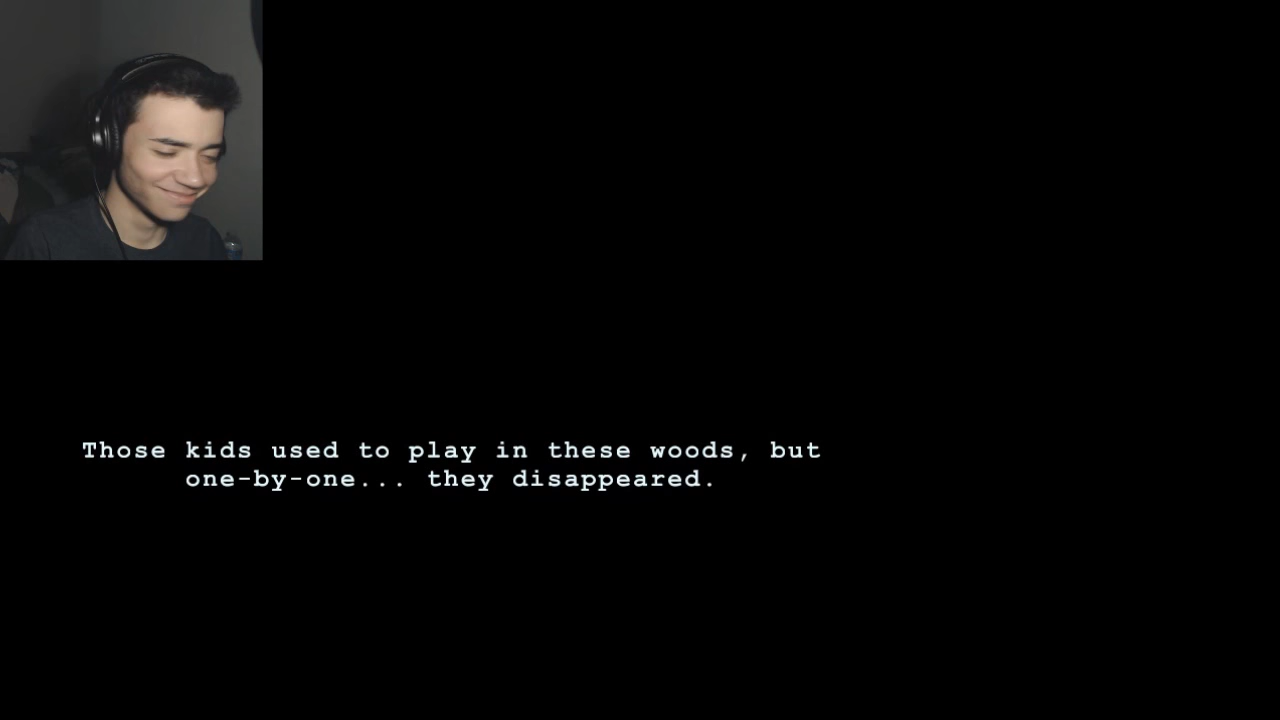 Those kids used to play in these woods, but
one-by-one... they disappeared.